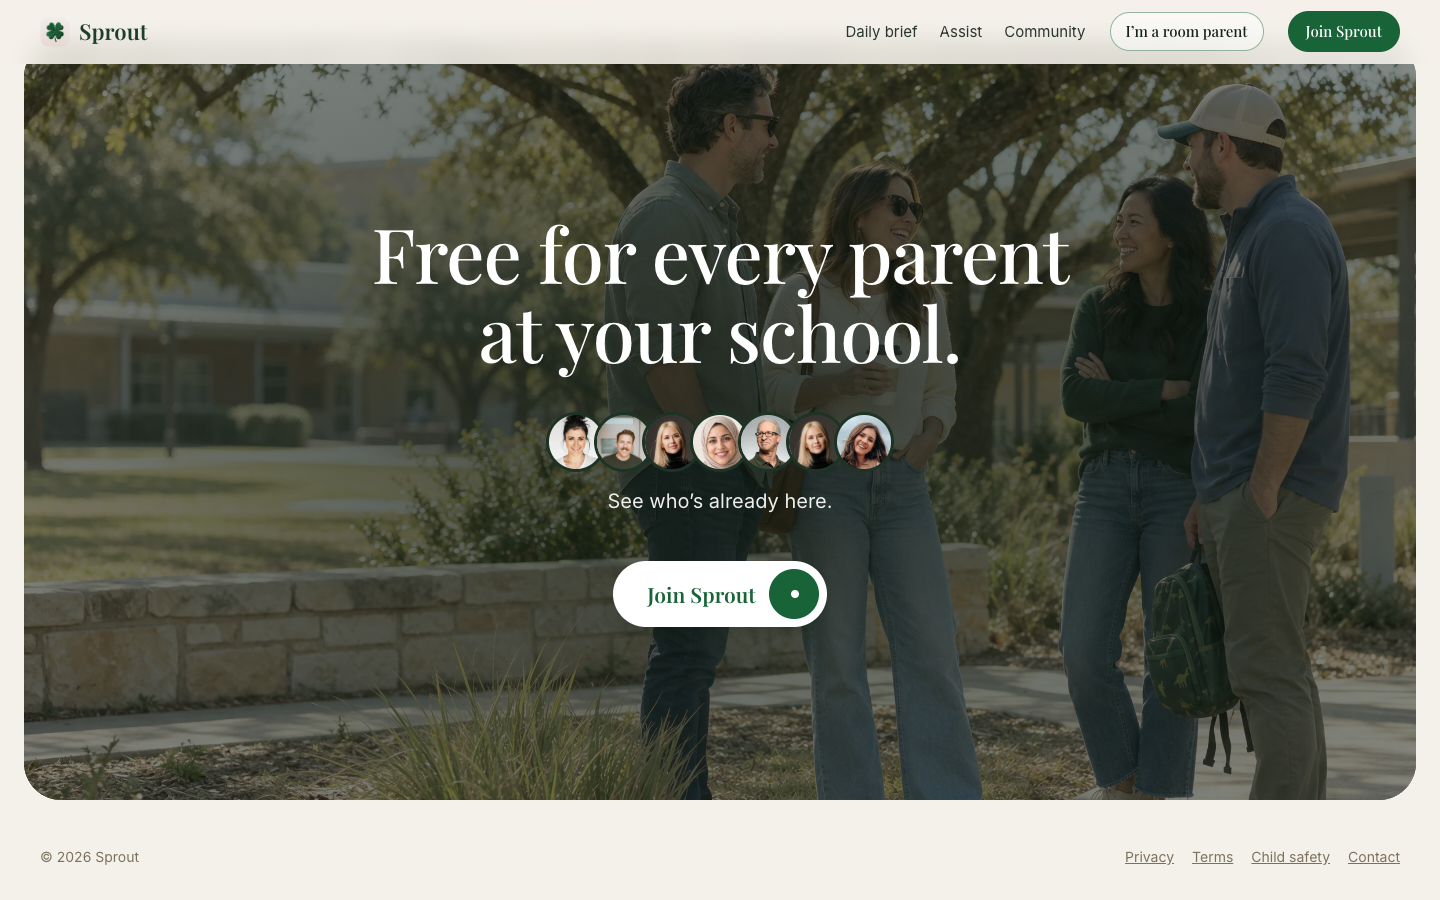 Sprout
Daily brief
Assist
Community
I’m a room parent
Join Sprout
Free for every parent
at your school.
See who’s already here.
Join Sprout
© 2026 Sprout
Privacy
Terms
Child safety
Contact